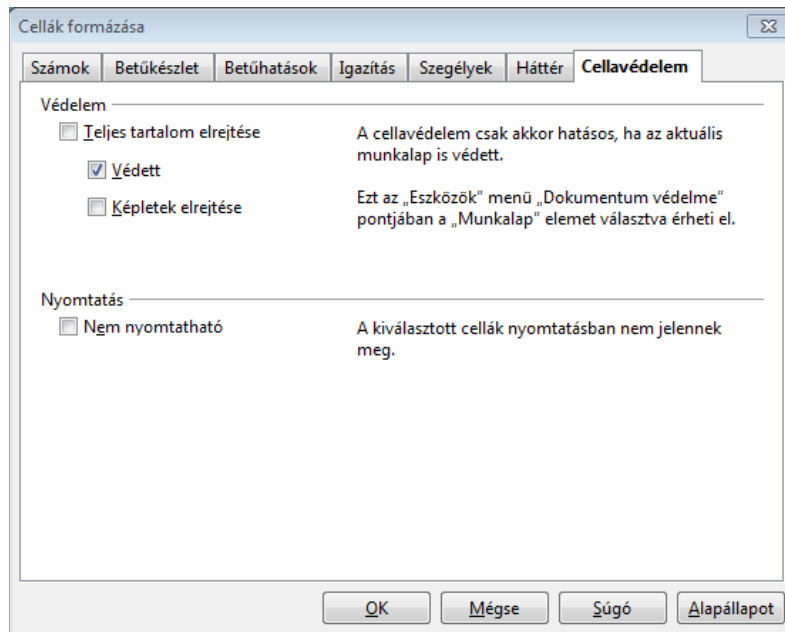 Cellák formázása
Számok Betűkészlet Betűhatások Igazítás Szegélyek Háttér Cellavédelem
Védelem
Teljes tartalom elrejtése
Védett
Képletek elrejtése
A cellavédelem csak akkor hatásos, ha az aktuális
munkalap is védett.
Ezt az „Eszközök” menü „Dokumentum védelme”
pontjában a „Munkalap” elemet választva érheti el.
Nyomtatás
Nem nyomtatható
A kiválasztott cellák nyomtatásban nem jelennek
meg.
OK Mégse Súgó Alapállapot